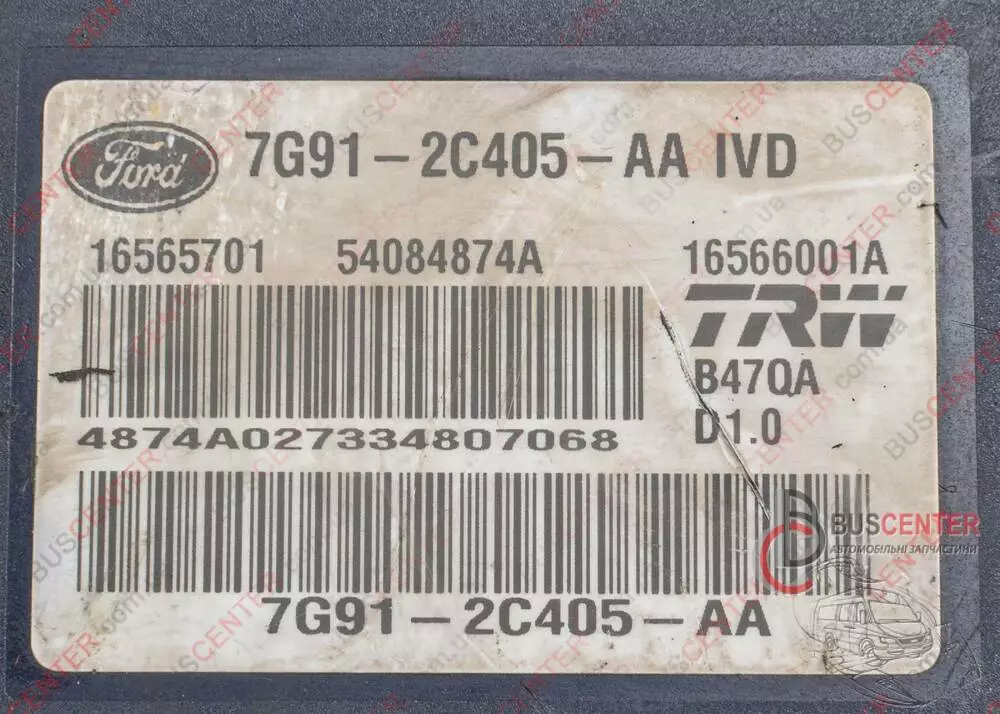 Ford 7G91-2C405-AA IVD
16565701 54084874A 16566001A
TRW
B47QA
4874A027334807068 D1.0
BUSCENTER
АВТОМОБІЛЬНІ ЗАПЧАСТИНИ
7G91-2C405-AA